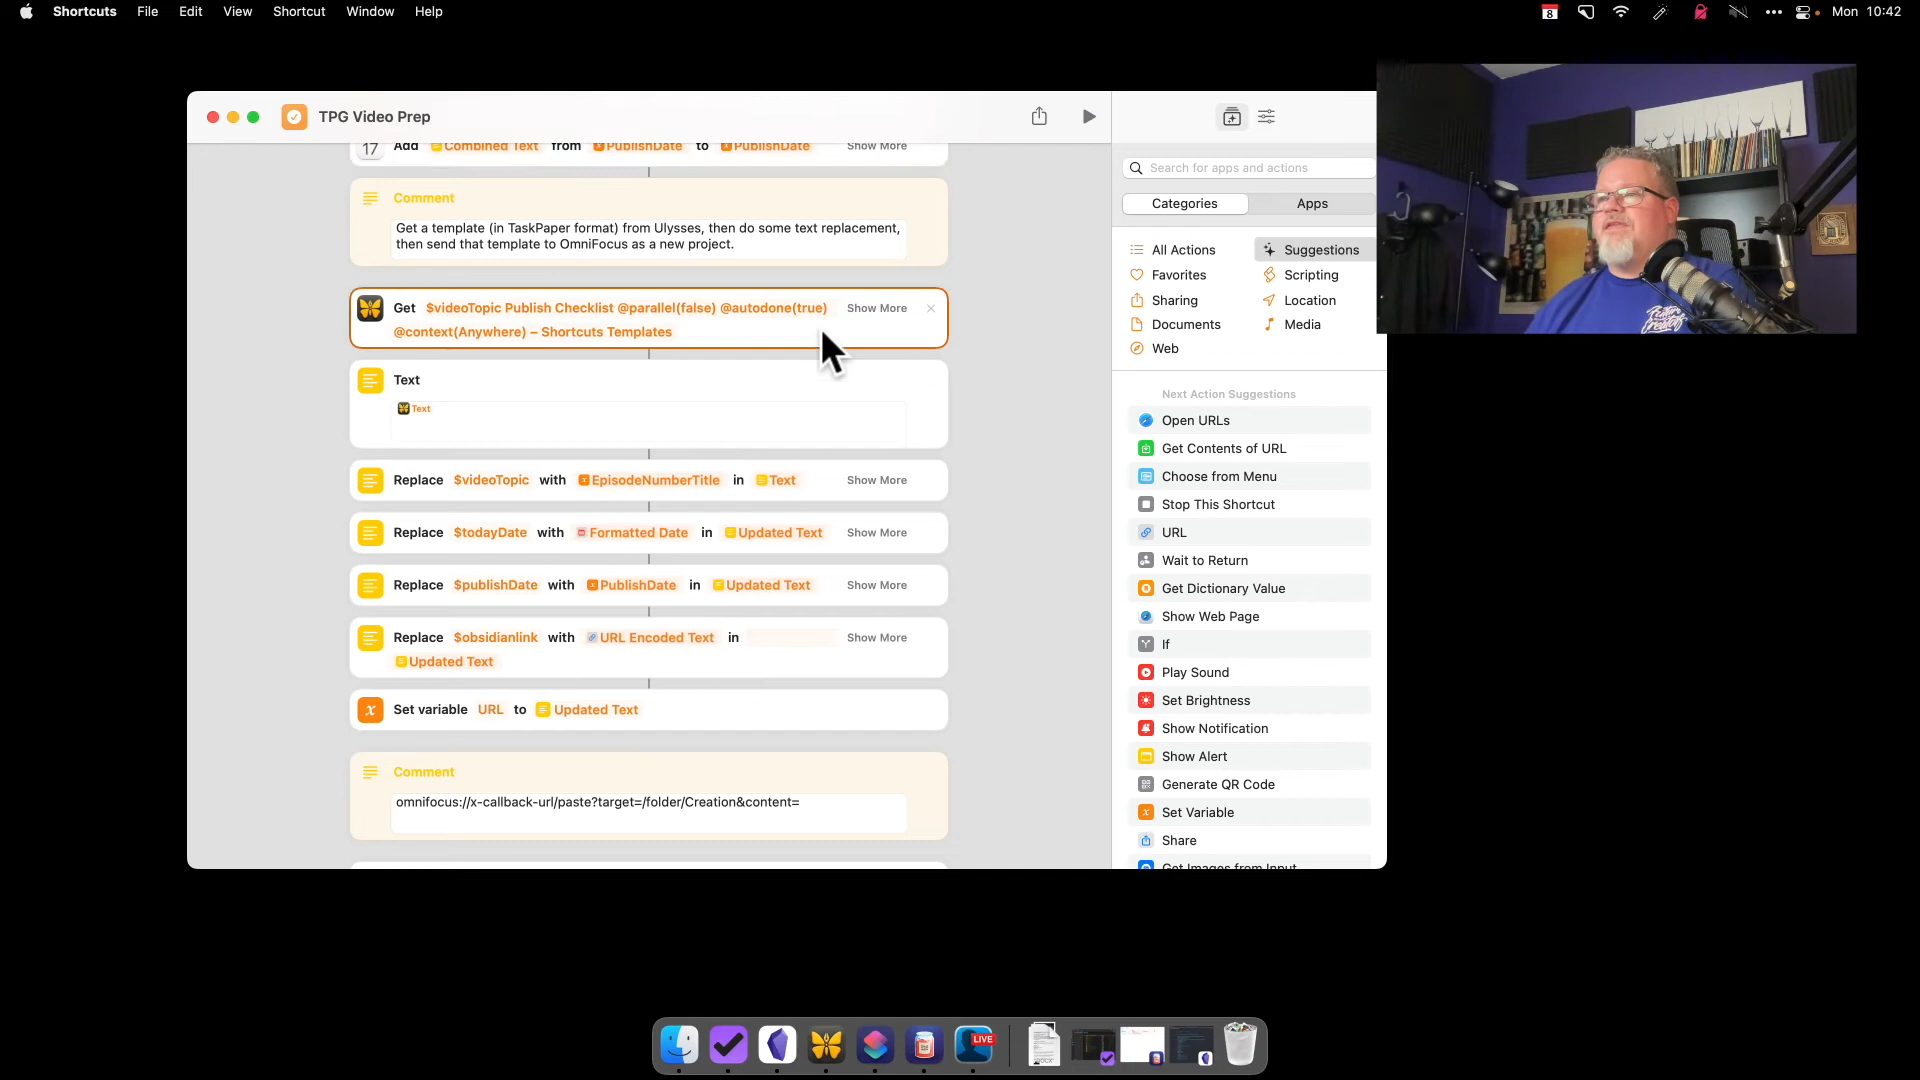 Shortcuts File Edit View Shortcut Window Help
8 Mon 10:42
TPG Video Prep
17 Add Combined Text from PublishDate to PublishDate Show More
Comment
Get a template (in TaskPaper format) from Ulysses, then do some text replacement,
then send that template to OmniFocus as a new project.
Get $videoTopic Publish Checklist @parallel(false) @autodone(true) Show More
@context(Anywhere) – Shortcuts Templates
Text
Text
Replace $videoTopic with EpisodeNumberTitle in Text Show More
Replace $todayDate with Formatted Date in Updated Text Show More
Replace $publishDate with PublishDate in Updated Text Show More
Replace $obsidianlink with URL Encoded Text in Show More
Updated Text
Set variable URL to Updated Text
Comment
omnifocus://x-callback-url/paste?target=/folder/Creation&content=
Search for apps and actions
Categories Apps
All Actions Suggestions
Favorites Scripting
Sharing Location
Documents Media
Web
Next Action Suggestions
Open URLs
Get Contents of URL
Choose from Menu
Stop This Shortcut
URL
Wait to Return
Get Dictionary Value
Show Web Page
If
Play Sound
Set Brightness
Show Notification
Show Alert
Generate QR Code
Set Variable
Share
Get Images from Input
LIVE